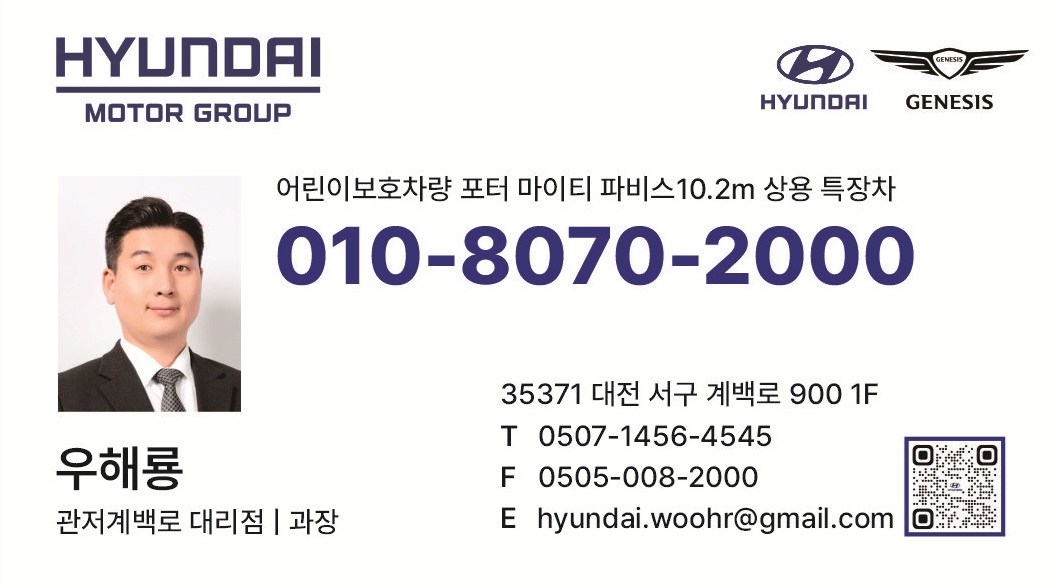 HYUNDAI
MOTOR GROUP
HYUNDAI
GENESIS
GENESIS
어린이보호차량 포터 마이티 파비스10.2m 상용 특장차
010-8070-2000
35371 대전 서구 계백로 900 1F
T 0507-1456-4545
F 0505-008-2000
E hyundai.woohr@gmail.com
우해룡
관저계백로 대리점 | 과장